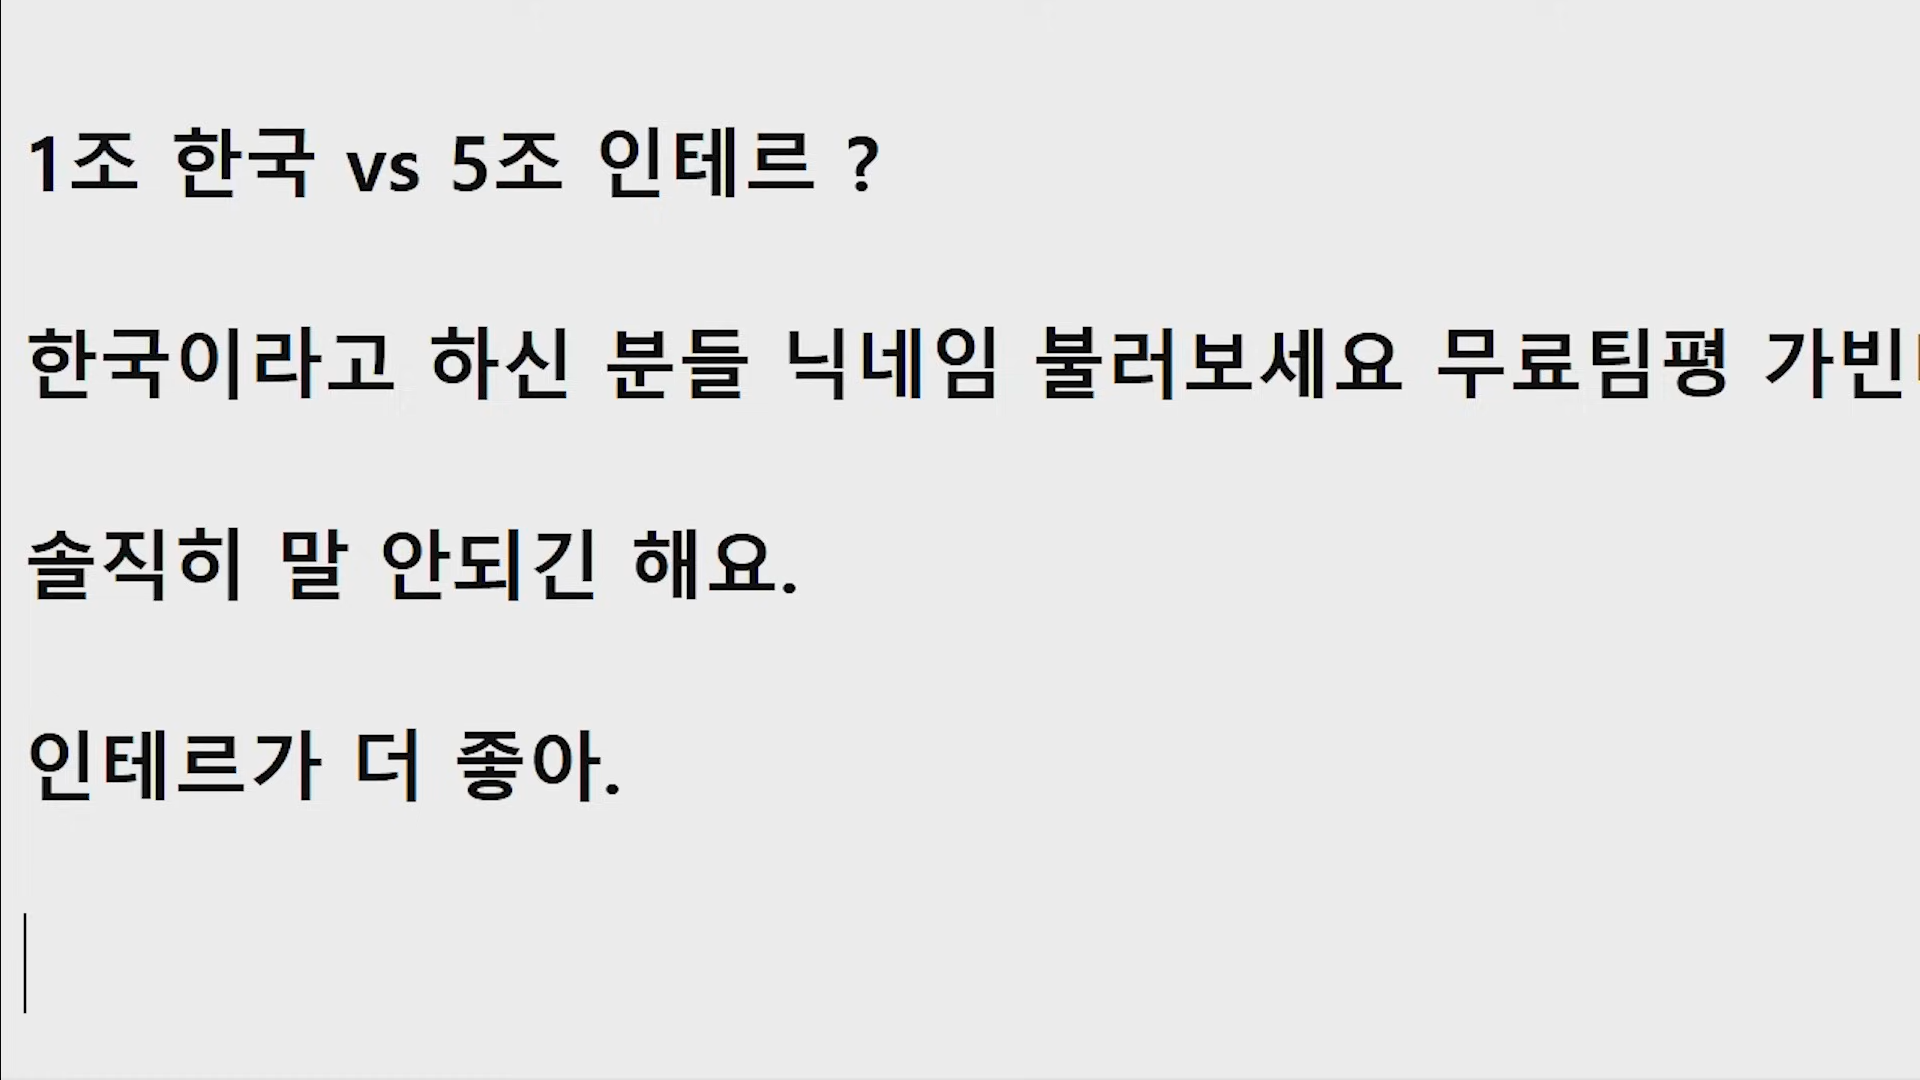 1조 한국 vs 5조 인테르 ?
한국이라고 하신 분들 닉네임 불러보세요 무료팀평
솔직히 말 안되긴 해요.
인테르가 더 좋아.